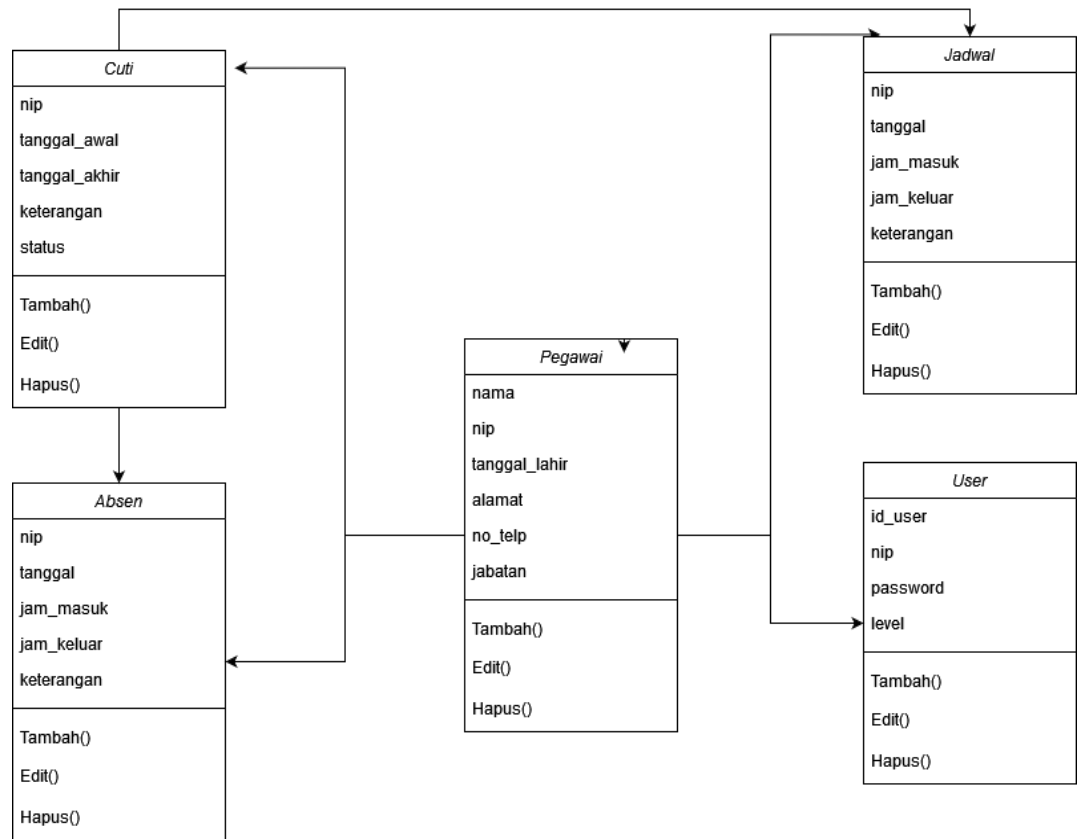 Cuti
nip
tanggal_awal
tanggal_akhir
keterangan
status
Tambah()
Edit()
Hapus()
Jadwal
nip
tanggal
jam_masuk
jam_keluar
keterangan
Tambah()
Edit()
Hapus()
Pegawai
nama
nip
tanggal_lahir
alamat
no_telp
jabatan
Tambah()
Edit()
Hapus()
Absen
nip
tanggal
jam_masuk
jam_keluar
keterangan
Tambah()
Edit()
Hapus()
User
id_user
nip
password
level
Tambah()
Edit()
Hapus()